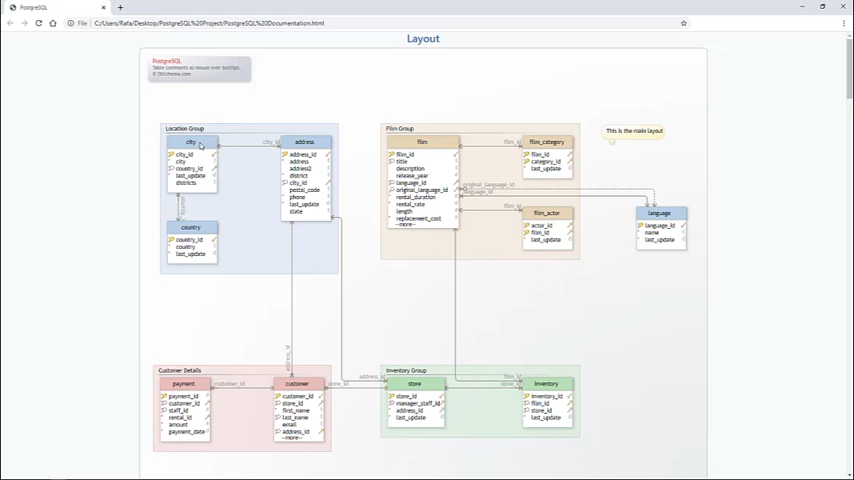 PostgreSQL
File
C:/Users/Rafa/Desktop/PostgreSQL%20Project/PostgreSQL%20Documentation.html
Layout
PostgreSQL
Table comments as mouse-over tooltips.
© DbSchema.com
Location Group
city
city_id
city
country_id
last_update
districts
city_id
address
address_id
address
address2
district
city_id
postal_code
phone
last_update
state
country
country_id
country
last_update
Film Group
film
film_id
title
description
release_year
language_id
original_language_id
rental_duration
rental_rate
length
replacement_cost
---more---
film_id
film_category
film_id
category_id
last_update
original_language_id
language_id
film_id
film_actor
actor_id
film_id
last_update
This is the main layout
language
language_id
name
last_update
address_id
Customer Details
payment
payment_id
customer_id
staff_id
rental_id
amount
payment_date
customer_id
customer
customer_id
store_id
first_name
last_name
email
address_id
---more---
address_id
store_id
Inventory Group
store
store_id
manager_staff_id
address_id
last_update
film_id
store_id
inventory
inventory_id
film_id
store_id
last_update